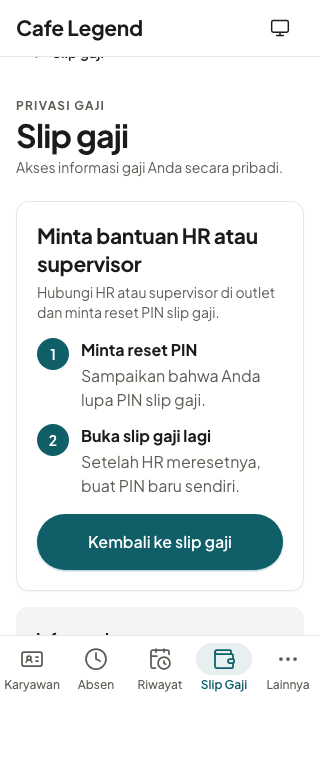 Cafe Legend
PRIVASI GAJI
Slip gaji
Akses informasi gaji Anda secara pribadi.
Minta bantuan HR atau
supervisor
Hubungi HR atau supervisor di outlet
dan minta reset PIN slip gaji.
1
Minta reset PIN
Sampaikan bahwa Anda
lupa PIN slip gaji.
2
Buka slip gaji lagi
Setelah HR meresetnya,
buat PIN baru sendiri.
Kembali ke slip gaji
Karyawan
Absen
Riwayat
Slip Gaji
Lainnya